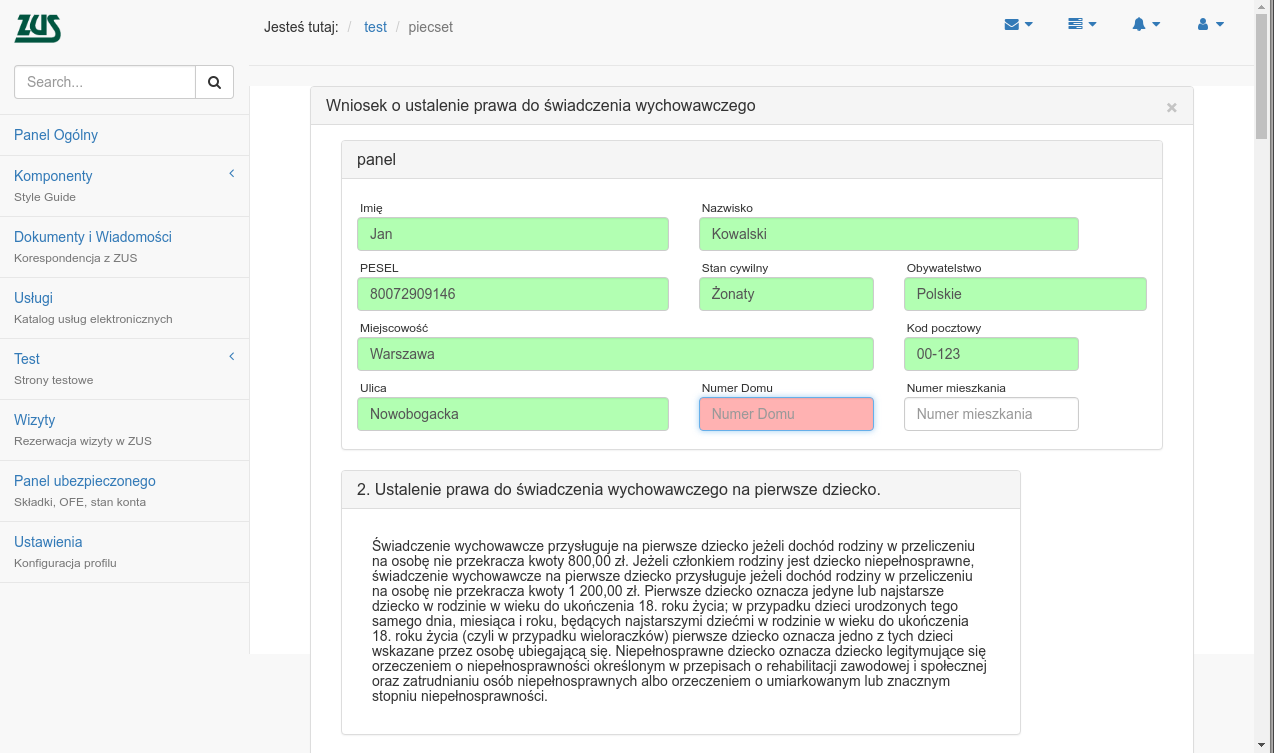 ZUS
Jesteś tutaj: / test / piecset
Search...
Panel Ogólny
Komponenty
Style Guide
Dokumenty i Wiadomości
Korespondencja z ZUS
Usługi
Katalog usług elektronicznych
Test
Strony testowe
Wizyty
Rezerwacja wizyty w ZUS
Panel ubezpieczonego
Składki, OFE, stan konta
Ustawienia
Konfiguracja profilu
Wniosek o ustalenie prawa do świadczenia wychowawczego ×
panel
Imię Nazwisko
Jan Kowalski
PESEL Stan cywilny Obywatelstwo
80072909146 Żonaty Polskie
Miejscowość Kod pocztowy
Warszawa 00-123
Ulica Numer Domu Numer mieszkania
Nowobogacka Numer Domu Numer mieszkania
2. Ustalenie prawa do świadczenia wychowawczego na pierwsze dziecko.
Świadczenie wychowawcze przysługuje na pierwsze dziecko jeżeli dochód rodziny w przeliczeniu
na osobę nie przekracza kwoty 800,00 zł. Jeżeli członkiem rodziny jest dziecko niepełnosprawne,
świadczenie wychowawcze na pierwsze dziecko przysługuje jeżeli dochód rodziny w przeliczeniu
na osobę nie przekracza kwoty 1 200,00 zł. Pierwsze dziecko oznacza jedyne lub najstarsze
dziecko w rodzinie w wieku do ukończenia 18. roku życia; w przypadku dzieci urodzonych tego
samego dnia, miesiąca i roku, będących najstarszymi dziećmi w rodzinie w wieku do ukończenia
18. roku życia (czyli w przypadku wieloraczków) pierwsze dziecko oznacza jedno z tych dzieci
wskazane przez osobę ubiegającą się. Niepełnosprawne dziecko oznacza dziecko legitymujące się
orzeczeniem o niepełnosprawności określonym w przepisach o rehabilitacji zawodowej i społecznej
oraz zatrudnianiu osób niepełnosprawnych albo orzeczeniem o umiarkowanym lub znacznym
stopniu niepełnosprawności.